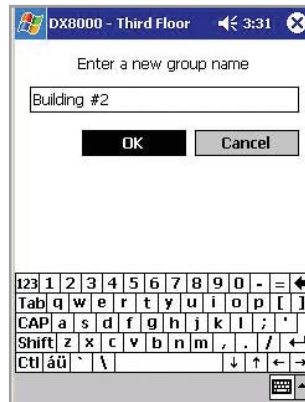 DX8000 - Third Floor 3:31
Enter a new group name
Building #2
OK Cancel
123 1 2 3 4 5 6 7 8 9 0 - =
Tab q w e r t y u i o p [ ]
CAP a s d f g h j k l ; '
Shift z x c v b n m , . /
Ctl áü ` \